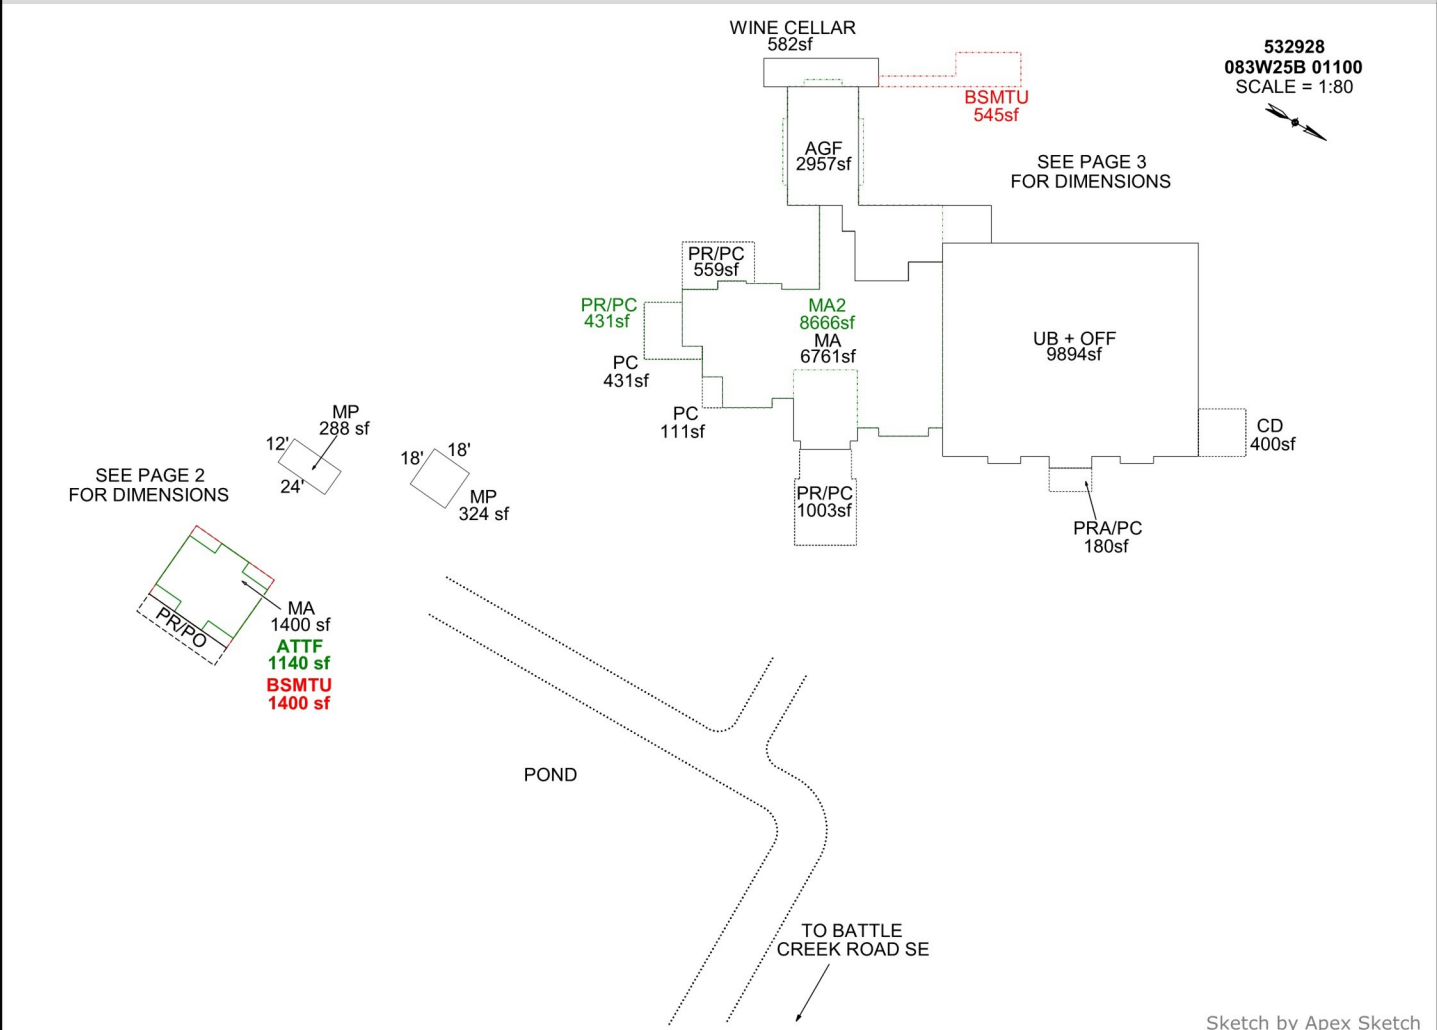 WINE CELLAR
582sf
532928
083W25B 01100
SCALE = 1:80
BSMTU
545sf
AGF
2957sf
SEE PAGE 3
FOR DIMENSIONS
PR/PC
559sf
PR/PC
431sf
MA2
8666sf
MA
6761sf
UB + OFF
9894sf
PC
431sf
PC
111sf
CD
400sf
MP
288 sf
12'
24'
18'
18'
MP
324 sf
SEE PAGE 2
FOR DIMENSIONS
PR/PC
1003sf
PRA/PC
180sf
PR/PO
MA
1400 sf
ATTF
1140 sf
BSMTU
1400 sf
POND
TO BATTLE
CREEK ROAD SE
Sketch by Apex Sketch